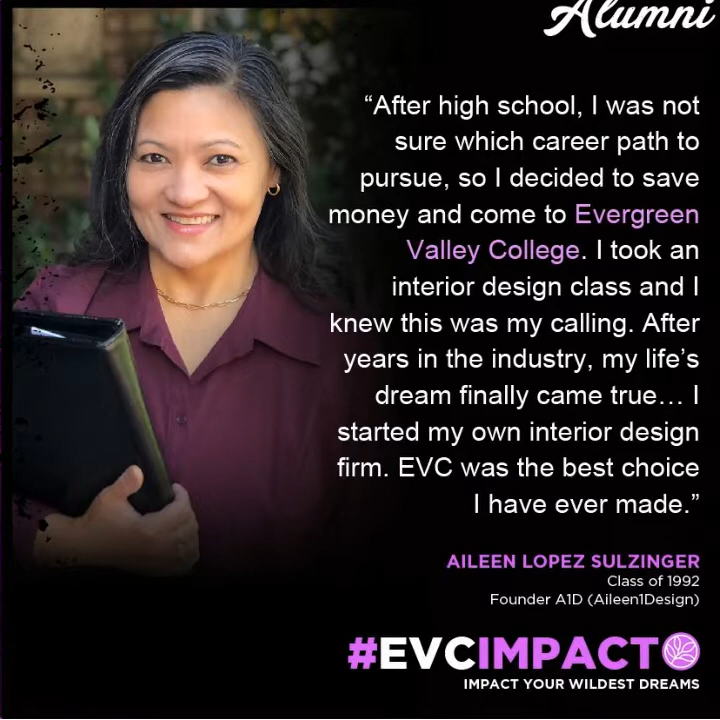 Alumni
“After high school, I was not
sure which career path to
pursue, so I decided to save
money and come to Evergreen
Valley College. I took an
interior design class and I
knew this was my calling. After
years in the industry, my life’s
dream finally came true… I
started my own interior design
firm. EVC was the best choice
I have ever made.”
AILEEN LOPEZ SULZINGER
Class of 1992
Founder A1D (Aileen1Design)
#EVCIMPACT
IMPACT YOUR WILDEST DREAMS